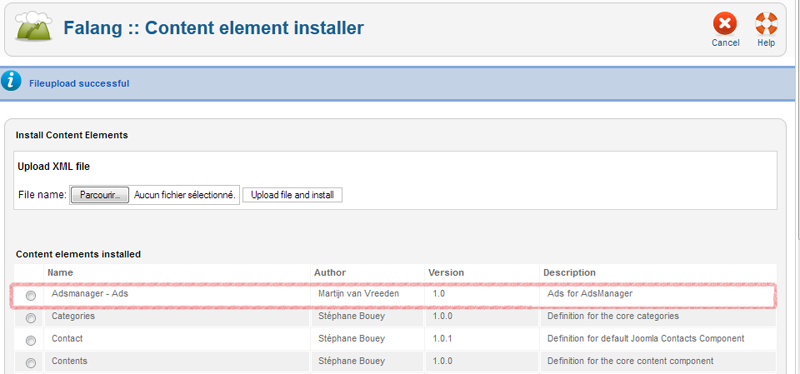 Falang :: Content element installer
Cancel
Help
Fileupload successful
Install Content Elements
Upload XML file
File name: Parcourir... Aucun fichier sélectionné. Upload file and install
Content elements installed
Name Author Version Description
Adsmanager - Ads Martijn van Vreeden 1.0 Ads for AdsManager
Categories Stéphane Bouey 1.0.0 Definition for the core categories
Contact Stéphane Bouey 1.0.1 Definition for default Joomla Contacts Component
Contents Stéphane Bouey 1.0.0 Definition for the core content component